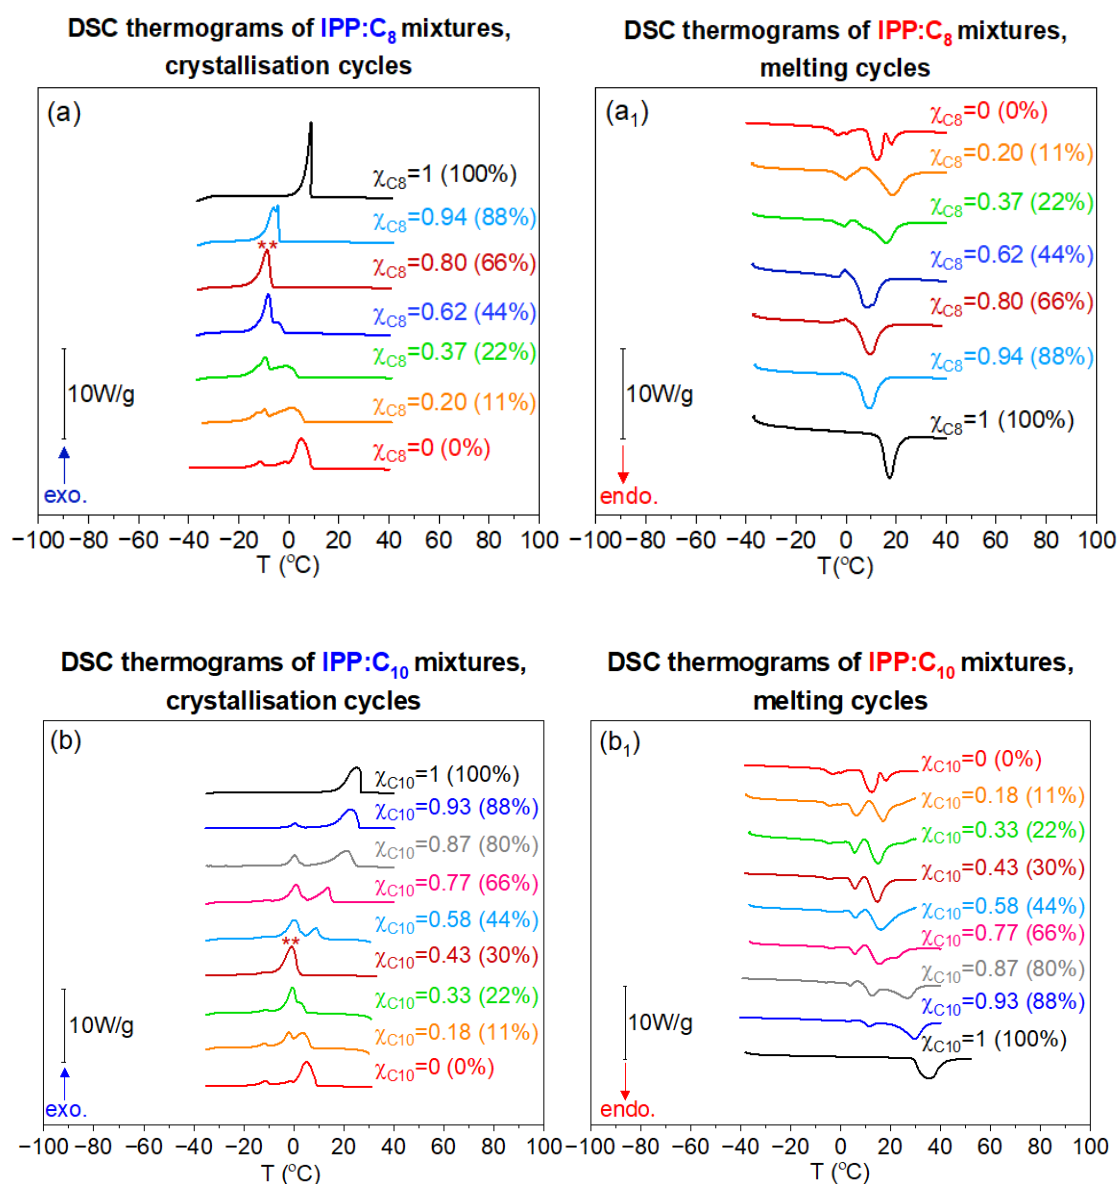 DSC thermograms of IPP:C₈ mixtures,
crystallisation cycles
(a)
χC8=1 (100%)
χC8=0.94 (88%)
**
χC8=0.80 (66%)
χC8=0.62 (44%)
χC8=0.37 (22%)
10W/g
χC8=0.20 (11%)
χC8=0 (0%)
exo.
−100 −80 −60 −40 −20 0 20 40 60 80 100
T (°C)
DSC thermograms of IPP:C₈ mixtures,
melting cycles
(a₁)
χC8=0 (0%)
χC8=0.20 (11%)
χC8=0.37 (22%)
χC8=0.62 (44%)
χC8=0.80 (66%)
χC8=0.94 (88%)
10W/g
χC8=1 (100%)
endo.
−100 −80 −60 −40 −20 0 20 40 60 80 100
T(°C)
DSC thermograms of IPP:C₁₀ mixtures,
crystallisation cycles
(b)
χC10=1 (100%)
χC10=0.93 (88%)
χC10=0.87 (80%)
χC10=0.77 (66%)
χC10=0.58 (44%)
**
χC10=0.43 (30%)
χC10=0.33 (22%)
10W/g
χC10=0.18 (11%)
χC10=0 (0%)
exo.
−100 −80 −60 −40 −20 0 20 40 60 80 100
T (°C)
DSC thermograms of IPP:C₁₀ mixtures,
melting cycles
(b₁)
χC10=0 (0%)
χC10=0.18 (11%)
χC10=0.33 (22%)
χC10=0.43 (30%)
χC10=0.58 (44%)
χC10=0.77 (66%)
χC10=0.87 (80%)
χC10=0.93 (88%)
10W/g
χC10=1 (100%)
endo.
−100 −80 −60 −40 −20 0 20 40 60 80 100
T (°C)